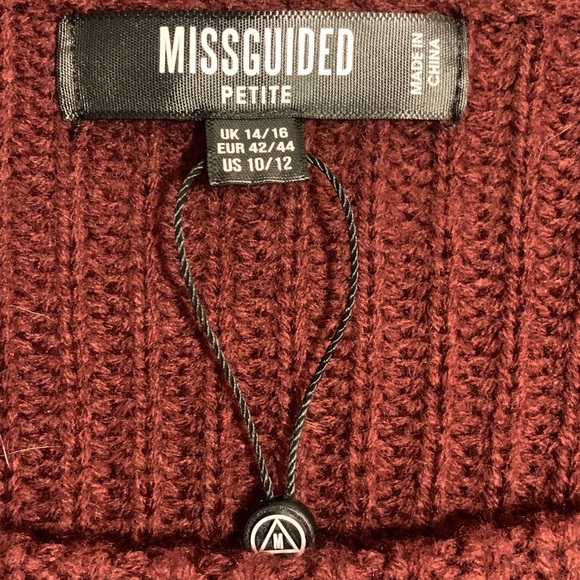 MISSGUIDED
PETITE
MADE IN
CHINA
UK 14/16
EUR 42/44
US 10/12
M